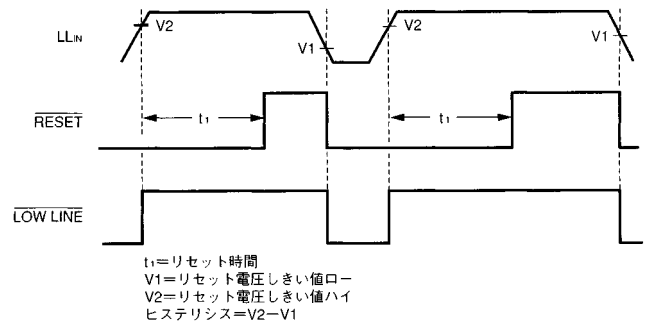 LLIN
V2
V1
V2
V1
RESET
t1
t1
LOW LINE
t1=リセット時間
V1=リセット電圧しきい値ロー
V2=リセット電圧しきい値ハイ
ヒステリシス=V2−V1